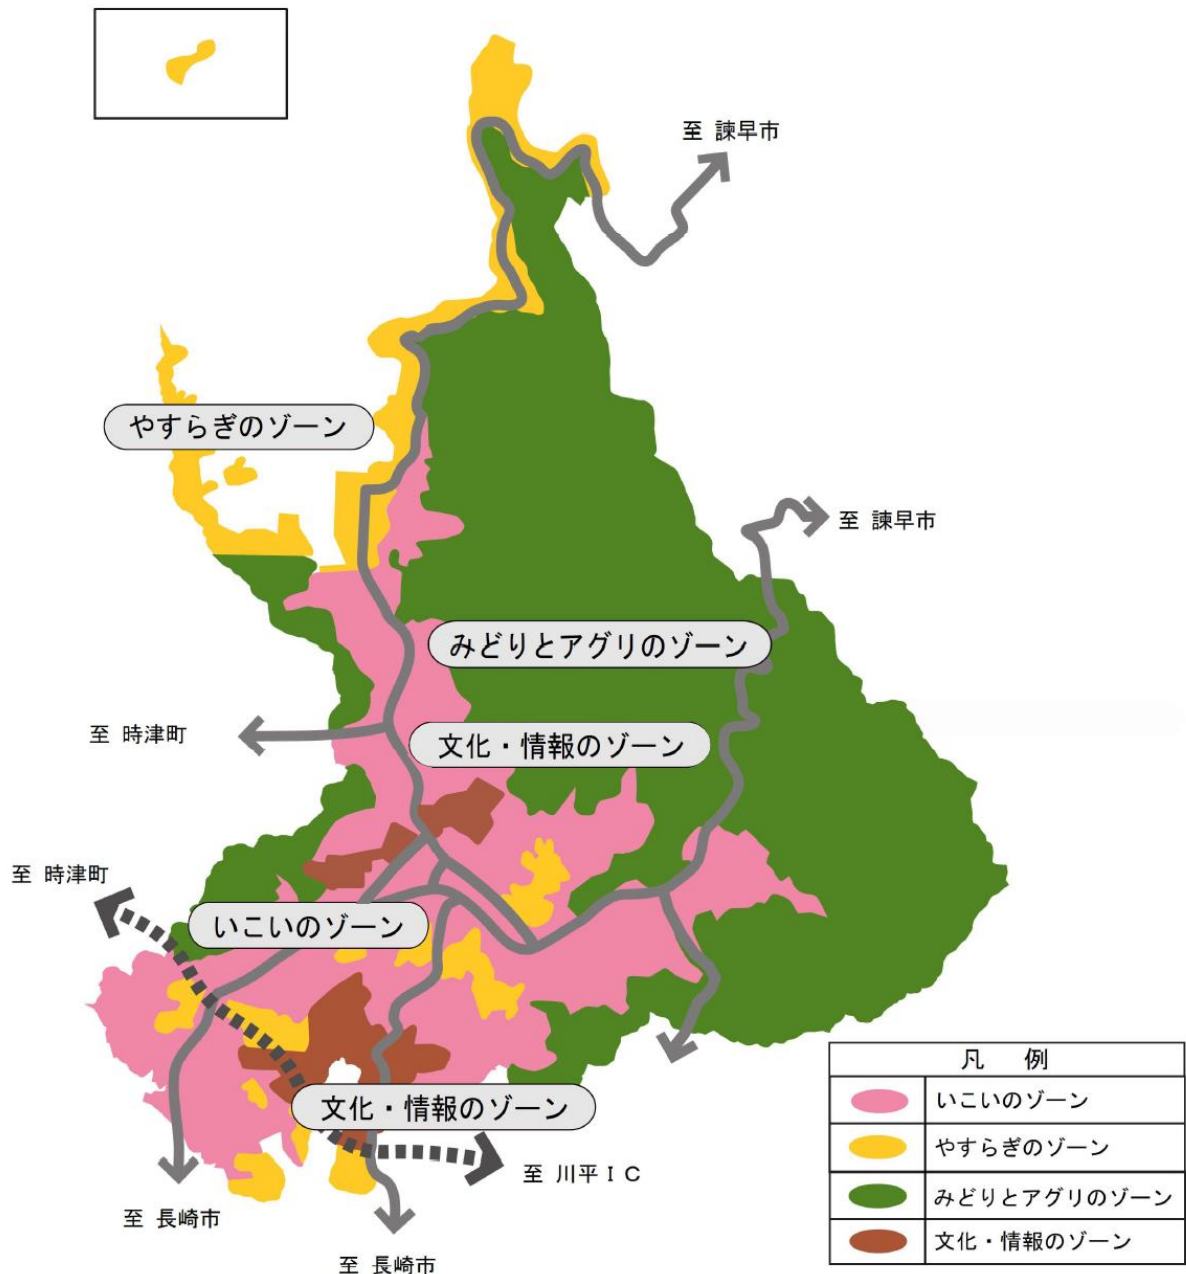 至 諫早市
やすらぎのゾーン
至 諫早市
みどりとアグリのゾーン
至 時津町
文化・情報のゾーン
至 時津町
いこいのゾーン
文化・情報のゾーン
至 川平ＩＣ
至 長崎市
至 長崎市
凡 例
いこいのゾーン
やすらぎのゾーン
みどりとアグリのゾーン
文化・情報のゾーン